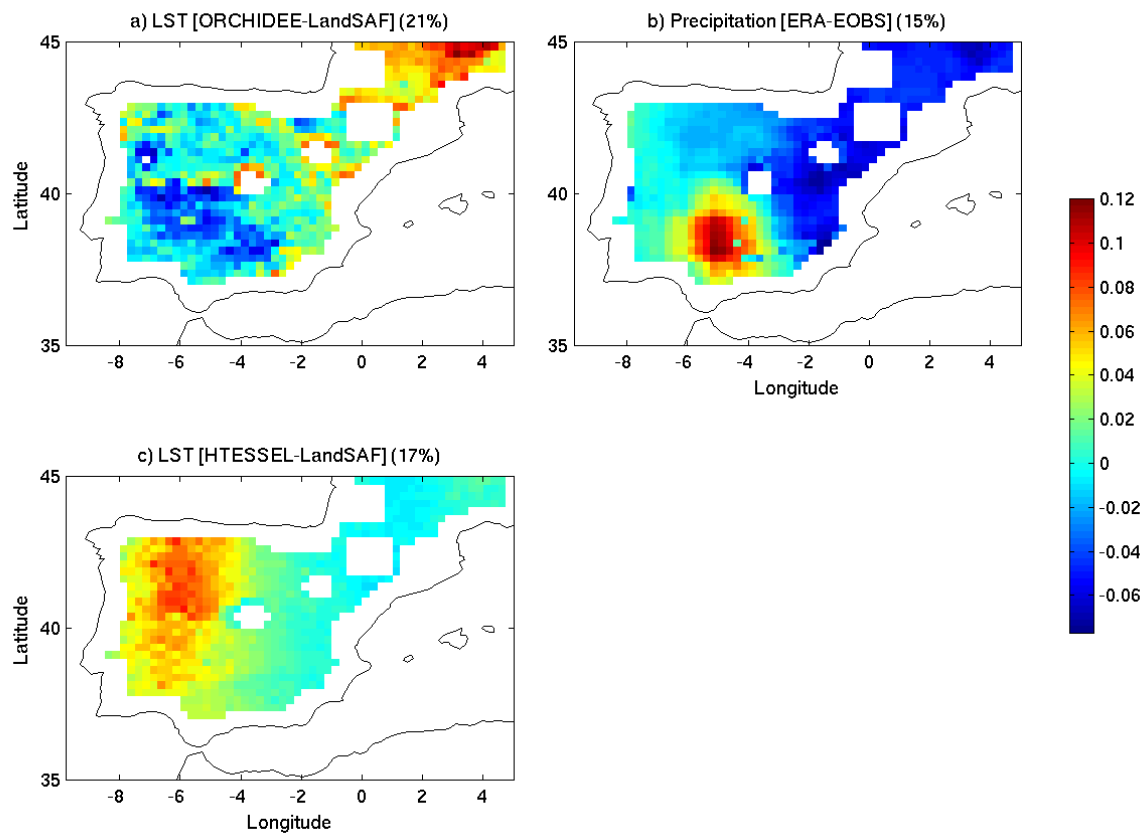 a) LST [ORCHIDEE-LandSAF] (21%)
b) Precipitation [ERA-EOBS] (15%)
45
40
35
Latitude
-8 -6 -4 -2 0 2 4
45
40
35
-8 -6 -4 -2 0 2 4
Longitude
0.12
0.1
0.08
0.06
0.04
0.02
0
-0.02
-0.04
-0.06
c) LST [HTESSEL-LandSAF] (17%)
45
40
35
Latitude
-8 -6 -4 -2 0 2 4
Longitude